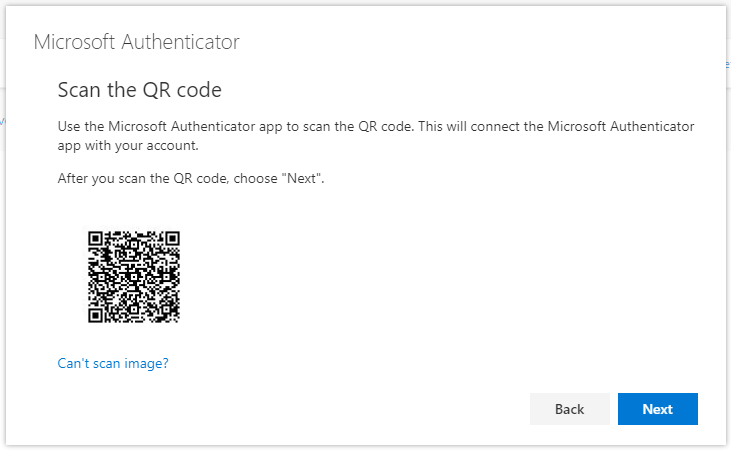 Microsoft Authenticator
Scan the QR code
Use the Microsoft Authenticator app to scan the QR code. This will connect the Microsoft Authenticator
app with your account.
After you scan the QR code, choose "Next".
Can't scan image?
Back
Next